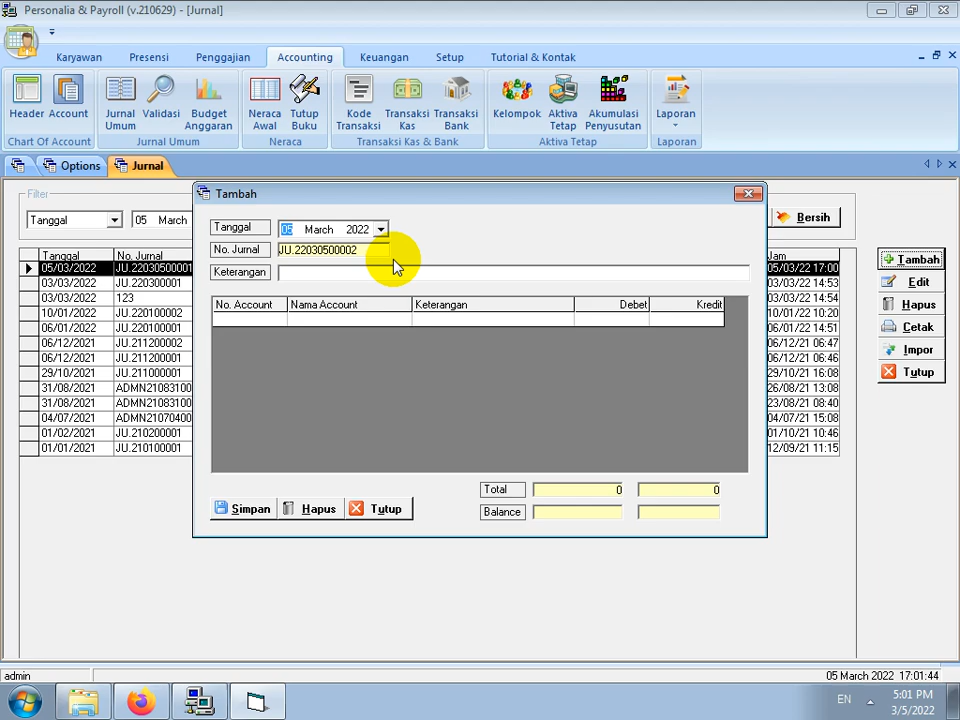 Personalia & Payroll (v.210629) - [Jurnal]
Karyawan Presensi Penggajian Accounting Keuangan Setup Tutorial & Kontak
Header Account Jurnal Umum Validasi Budget Anggaran Neraca Awal Tutup Buku Kode Transaksi Transaksi Kas Transaksi Bank Kelompok Aktiva Tetap Akumulasi Penyusutan Laporan
Chart Of Account Jurnal Umum Neraca Transaksi Kas & Bank Aktiva Tetap Laporan
Options Jurnal
Filter
Tanggal 05 March
Bersih
Tambah
Tanggal 05 March 2022
No. Jurnal JU.22030500002
Keterangan
No. Account Nama Account Keterangan Debet Kredit
Total 0 0
Balance
Simpan Hapus Tutup
Tanggal No. Jurnal Jam
05/03/2022 JU.22030500001 05/03/22 17:00
03/03/2022 JU.220300001 03/03/22 14:53
03/03/2022 123 03/03/22 14:54
10/01/2022 JU.220100002 10/01/22 10:20
06/01/2022 JU.220100001 06/01/22 14:51
06/12/2021 JU.211200002 06/12/21 06:47
06/12/2021 JU.211200001 06/12/21 06:46
29/10/2021 JU.211000001 29/10/21 16:08
31/08/2021 ADMN21083100 26/08/21 13:08
31/08/2021 ADMN21083100 23/08/21 08:40
04/07/2021 ADMN21070400 04/07/21 15:08
01/02/2021 JU.210200001 01/10/21 10:46
01/01/2021 JU.210100001 12/09/21 11:15
Tambah
Edit
Hapus
Cetak
Impor
Tutup
admin 05 March 2022 17:01:44
EN 5:01 PM
3/5/2022